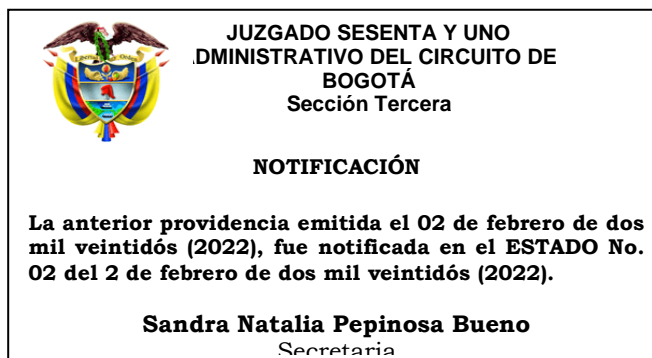 JUZGADO SESENTA Y UNO
DMINISTRATIVO DEL CIRCUITO DE
BOGOTÁ
Sección Tercera
NOTIFICACIÓN
La anterior providencia emitida el 02 de febrero de dos
mil veintidós (2022), fue notificada en el ESTADO No.
02 del 2 de febrero de dos mil veintidós (2022).
Sandra Natalia Pepinosa Bueno
Secretaria